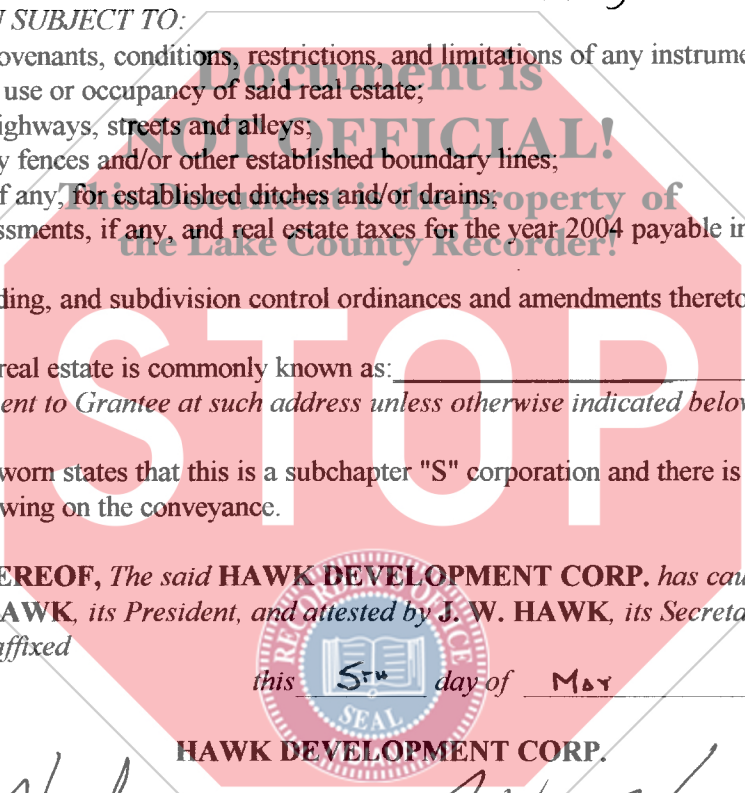 SUBJECT TO:
ovenants, conditions, restrictions, and limitations of any instrume
Document is
use or occupancy of said real estate;
ighways, streets and alleys;
NOT OFFICIAL!
y fences and/or other established boundary lines;
f any, for established ditches and/or drains;
This Document is the property of
ssments, if any, and real estate taxes for the year 2004 payable in
the Lake County Recorder!
ding, and subdivision control ordinances and amendments thereto
STOP
real estate is commonly known as:
ent to Grantee at such address unless otherwise indicated below
worn states that this is a subchapter "S" corporation and there is
wing on the conveyance.
EREOF, The said HAWK DEVELOPMENT CORP. has cau
AWK, its President, and attested by J. W. HAWK, its Secreta
affixed
RECORDER'S OFFICE
this 5TH day of MAY
SEAL
HAWK DEVELOPMENT CORP.